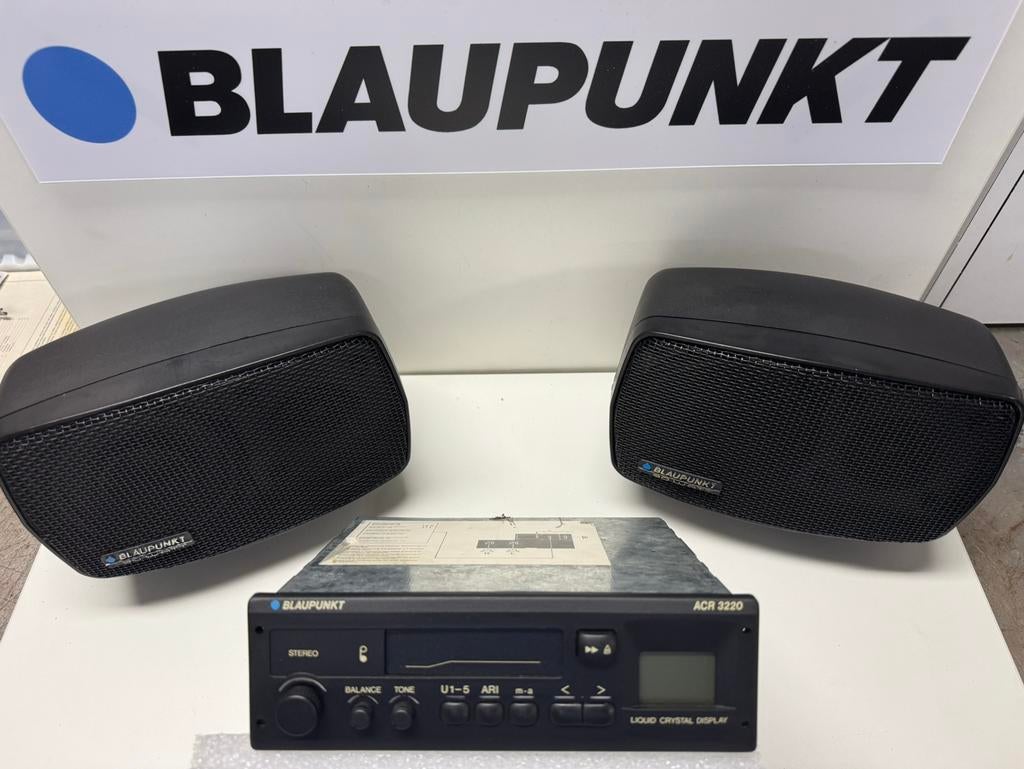 BLAUPUNKT
BLAUPUNKT
BLAUPUNKT
BLAUPUNKT
ACR 3220
STEREO
BALANCE
TONE
U1-5
ARI
m-a
< >
LIQUID CRYSTAL DISPLAY